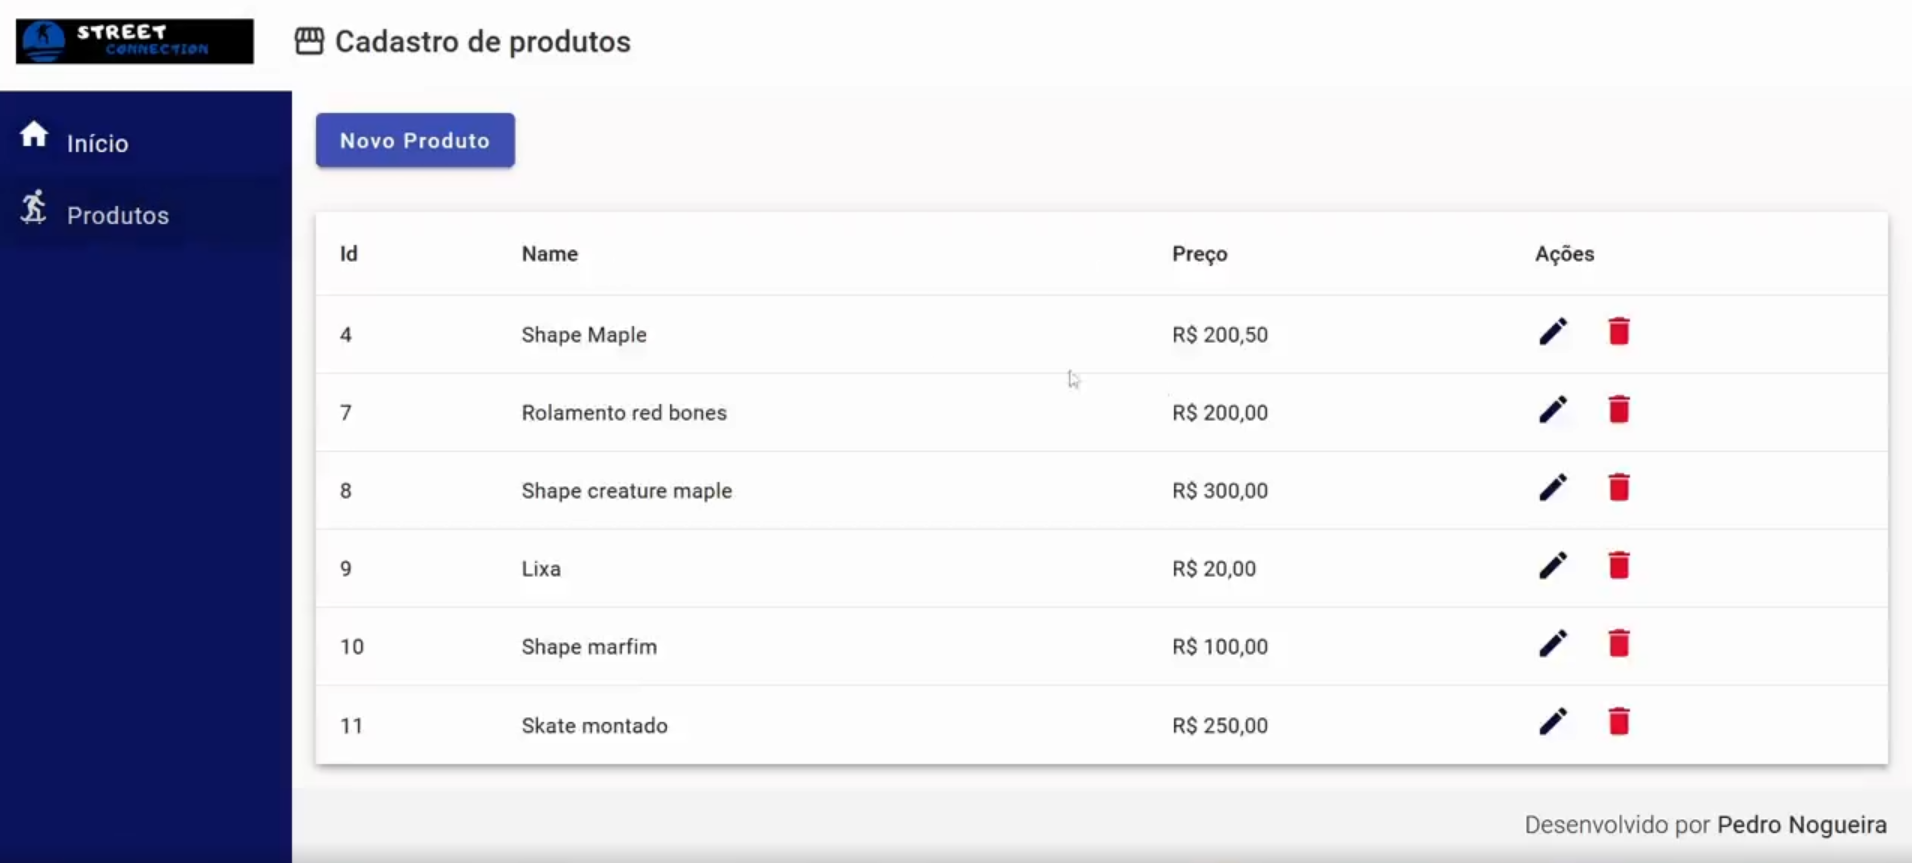 STREET
CONNECTION
Cadastro de produtos
Início
Produtos
Novo Produto
Id Name Preço Ações
4 Shape Maple R$ 200,50
7 Rolamento red bones R$ 200,00
8 Shape creature maple R$ 300,00
9 Lixa R$ 20,00
10 Shape marfim R$ 100,00
11 Skate montado R$ 250,00
Desenvolvido por Pedro Nogueira